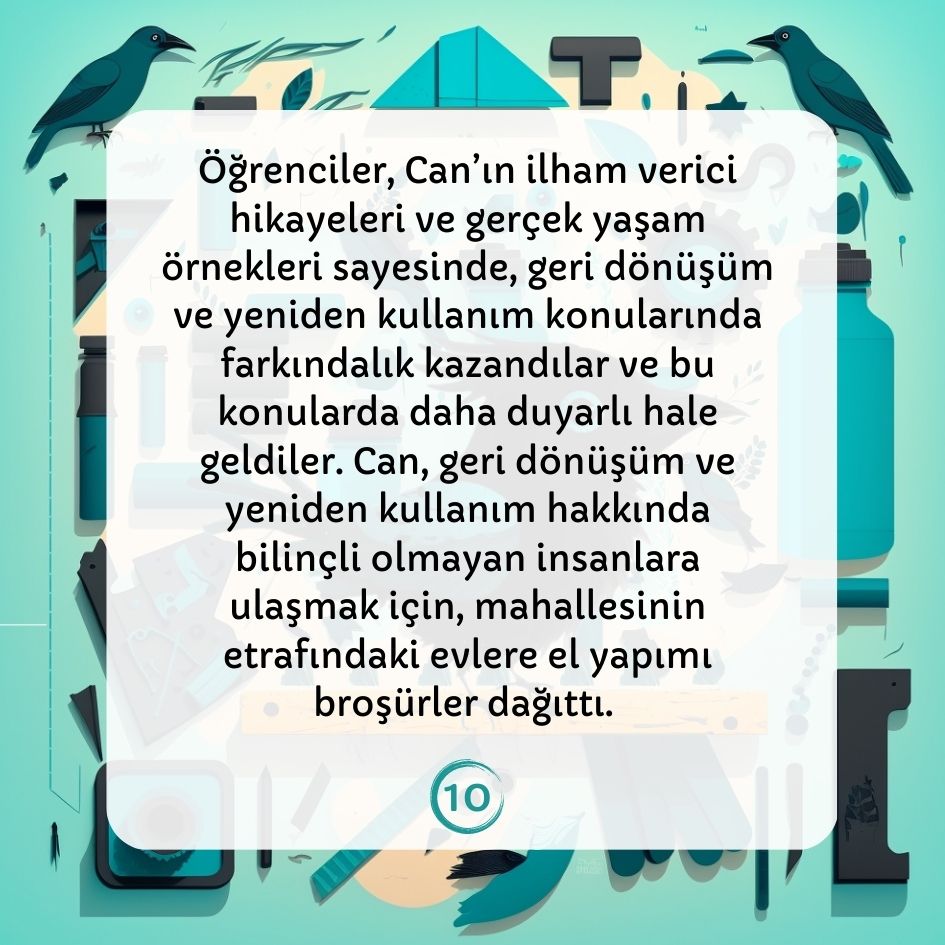 Öğrenciler, Can’ın ilham verici
hikayeleri ve gerçek yaşam
örnekleri sayesinde, geri dönüşüm
ve yeniden kullanım konularında
farkındalık kazandılar ve bu
konularda daha duyarlı hale
geldiler. Can, geri dönüşüm ve
yeniden kullanım hakkında
bilinçli olmayan insanlara
ulaşmak için, mahallesinin
etrafındaki evlere el yapımı
broşürler dağıttı.
10